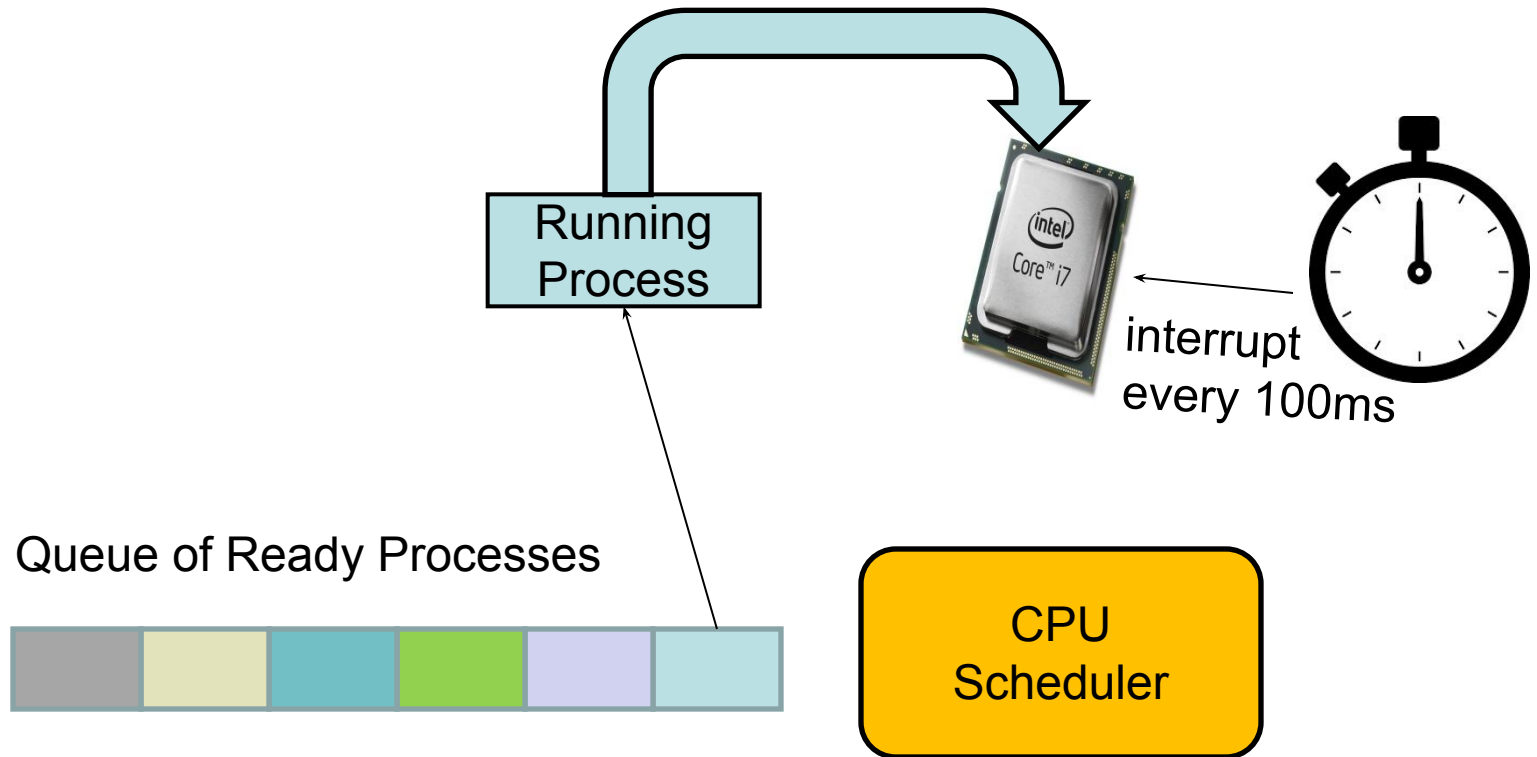 Running
Process
intel
Core™ i7
interrupt
every 100ms
Queue of Ready Processes
CPU
Scheduler